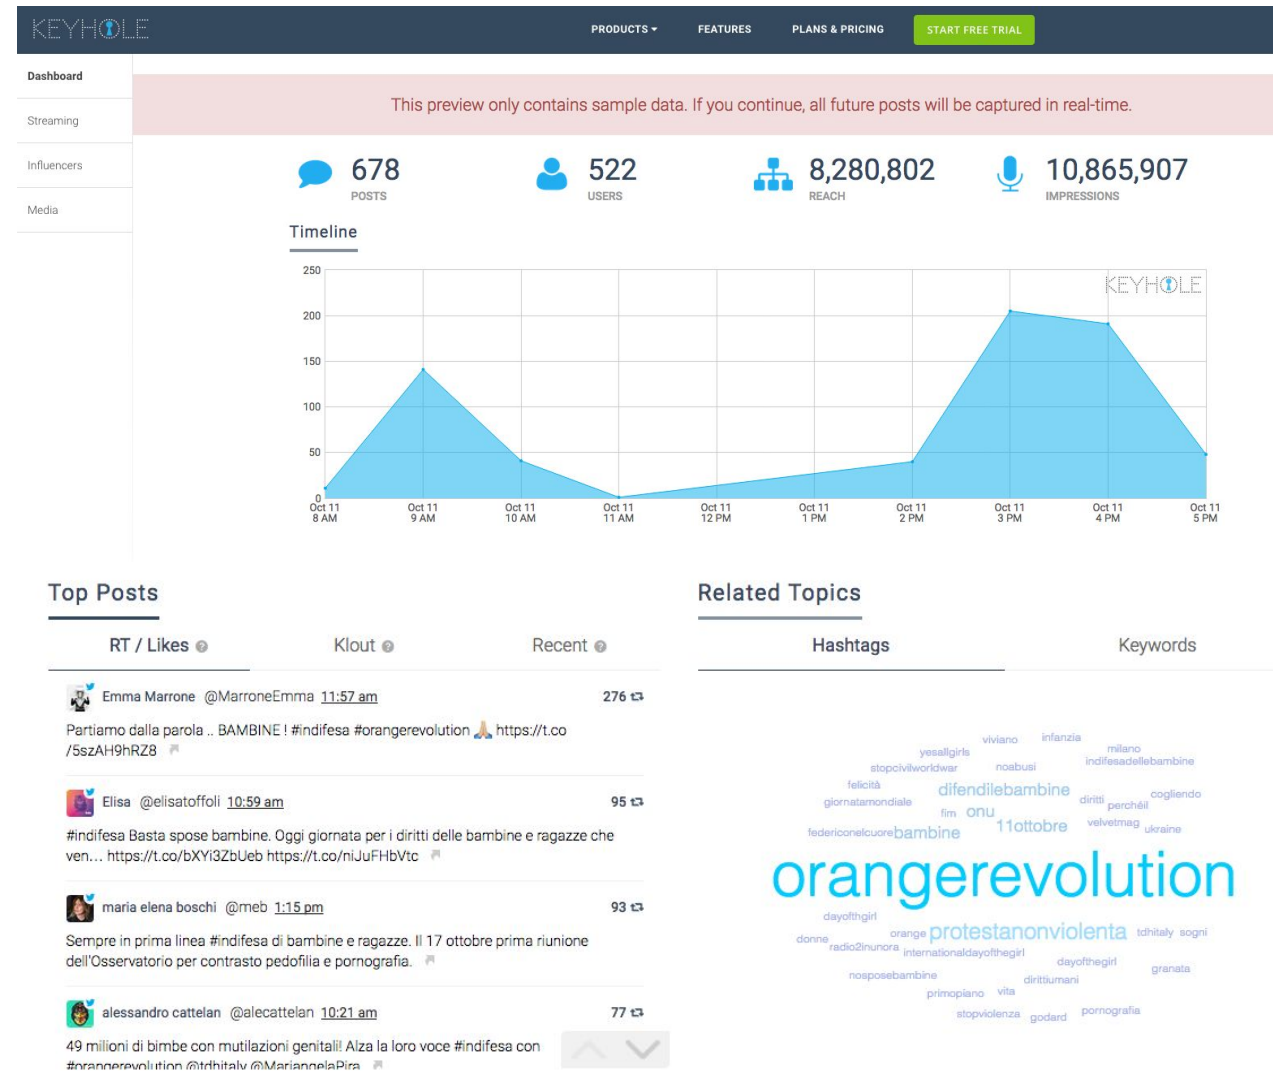 KEYHOLE
PRODUCTS
FEATURES
PLANS & PRICING
START FREE TRIAL
Dashboard
Streaming
Influencers
Media
This preview only contains sample data. If you continue, all future posts will be captured in real-time.
678
POSTS
522
USERS
8,280,802
REACH
10,865,907
IMPRESSIONS
Timeline
KEYHOLE
250
200
150
100
50
0
Oct 11
8 AM
Oct 11
9 AM
Oct 11
10 AM
Oct 11
11 AM
Oct 11
12 PM
Oct 11
1 PM
Oct 11
2 PM
Oct 11
3 PM
Oct 11
4 PM
Oct 11
5 PM
Top Posts
RT / Likes ?
Klout ?
Recent ?
Emma Marrone @MarroneEmma 11:57 am 276
Partiamo dalla parola .. BAMBINE ! #indifesa #orangerevolution 🙏🏼 https://t.co
/5szAH9hRZ8
Elisa @elisatoffoli 10:59 am 95
#indifesa Basta spose bambine. Oggi giornata per i diritti delle bambine e ragazze che
ven… https://t.co/bXYi3ZbUeb https://t.co/niJuFHbVtc
maria elena boschi @meb 1:15 pm 93
Sempre in prima linea #indifesa di bambine e ragazze. Il 17 ottobre prima riunione
dell'Osservatorio per contrasto pedofilia e pornografia.
alessandro cattelan @alecattelan 10:21 am 77
49 milioni di bimbe con mutilazioni genitali! Alza la loro voce #indifesa con
#orangerevolution @tdhitaly @MariangelaPira
Related Topics
Hashtags
Keywords
viviano
infanzia
yesallgirls
milano
stopcivilworldwar
noabusi
indifesadellebambine
felicità
difendilebambine
cogliendo
giornatamondiale
diritti
perchéil
fim
onu
federiconelcuore
bambine
11ottobre
velvetmag
ukraine
orangerevolution
dayofthgirl
donne
orange
protestanonviolenta
tdhitaly
sogni
radio2inunora
internationaldayofthegirl
dayofthegirl
granata
nosposebambine
dirittiumani
primopiano
vita
stopviolenza
godard
pornografia